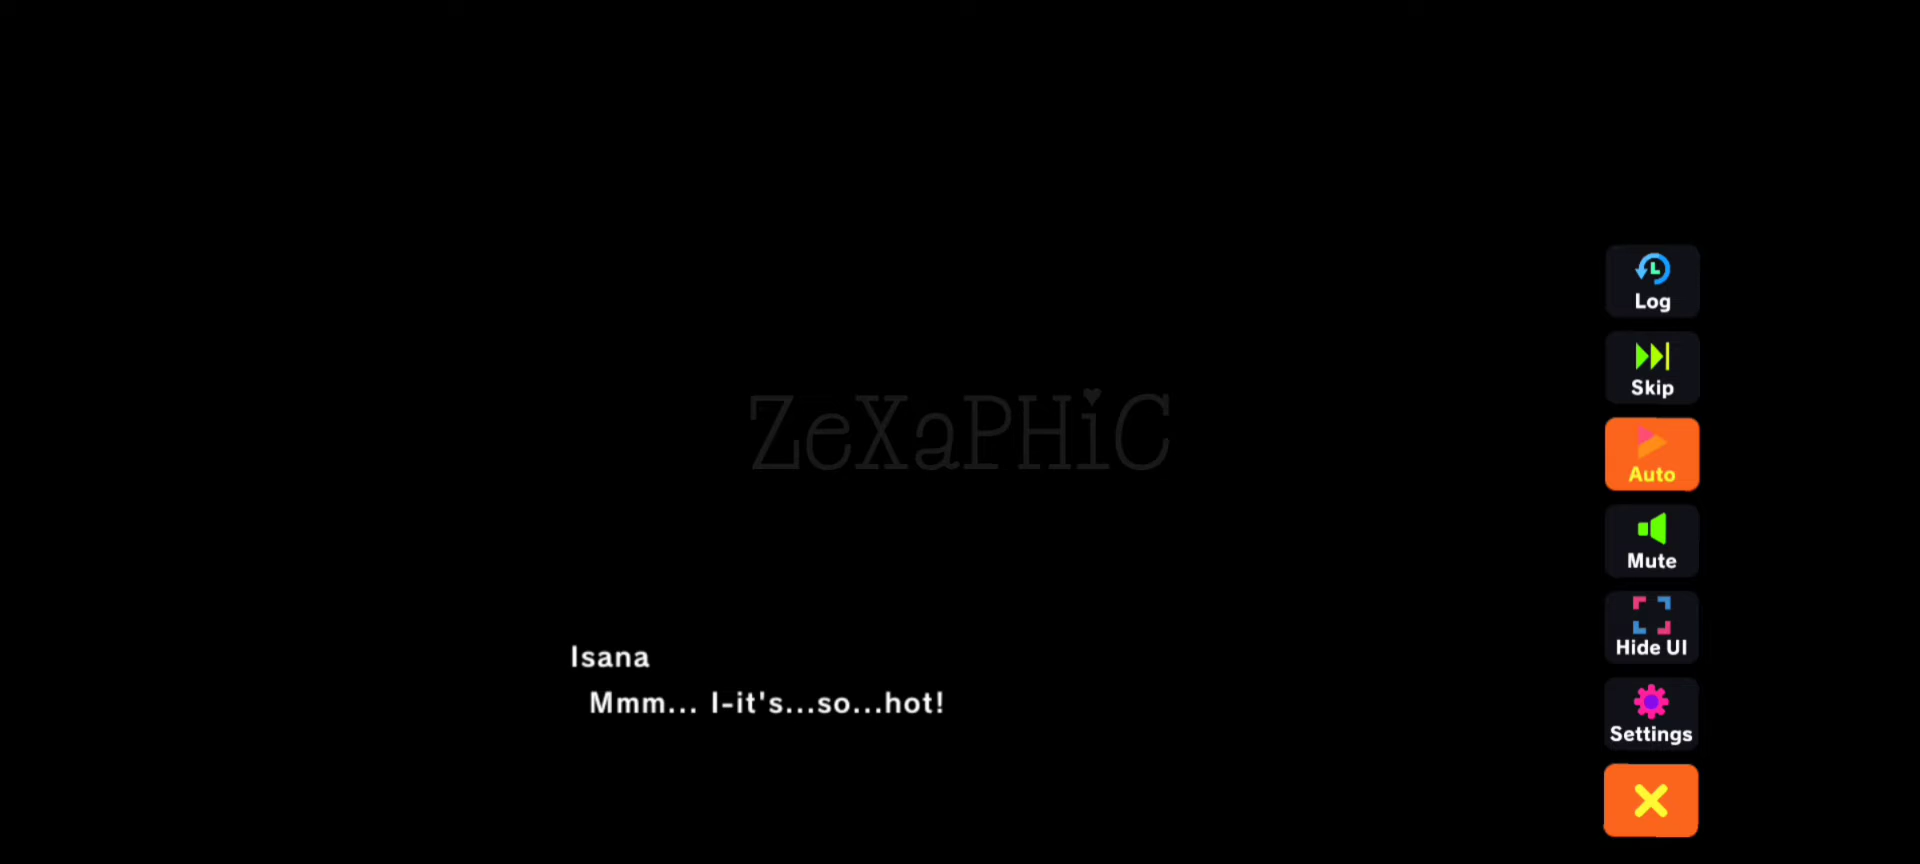 ZeXaPHiC
Isana
Mmm... I-it's...so...hot!
Log
Skip
Auto
Mute
Hide UI
Settings